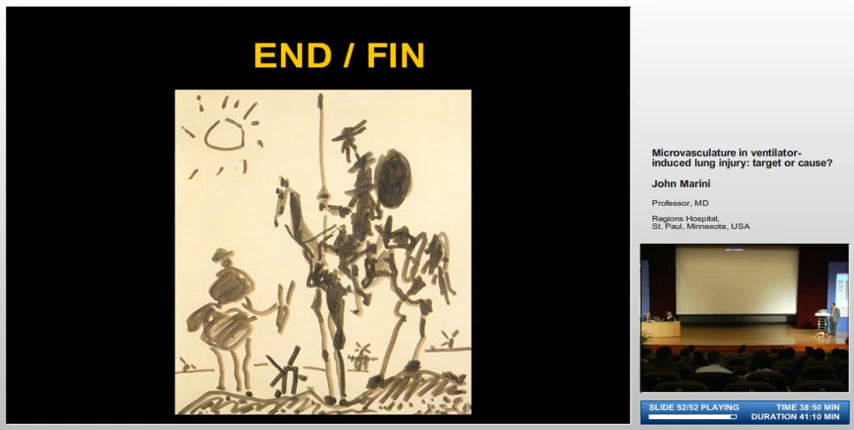 END / FIN
Microvasculature in ventilator-
induced lung injury: target or cause?
John Marini
Professor, MD
Regions Hospital,
St. Paul, Minnesota, USA
SLIDE 52/52 PLAYING
TIME 38:50 MIN
DURATION 41:10 MIN